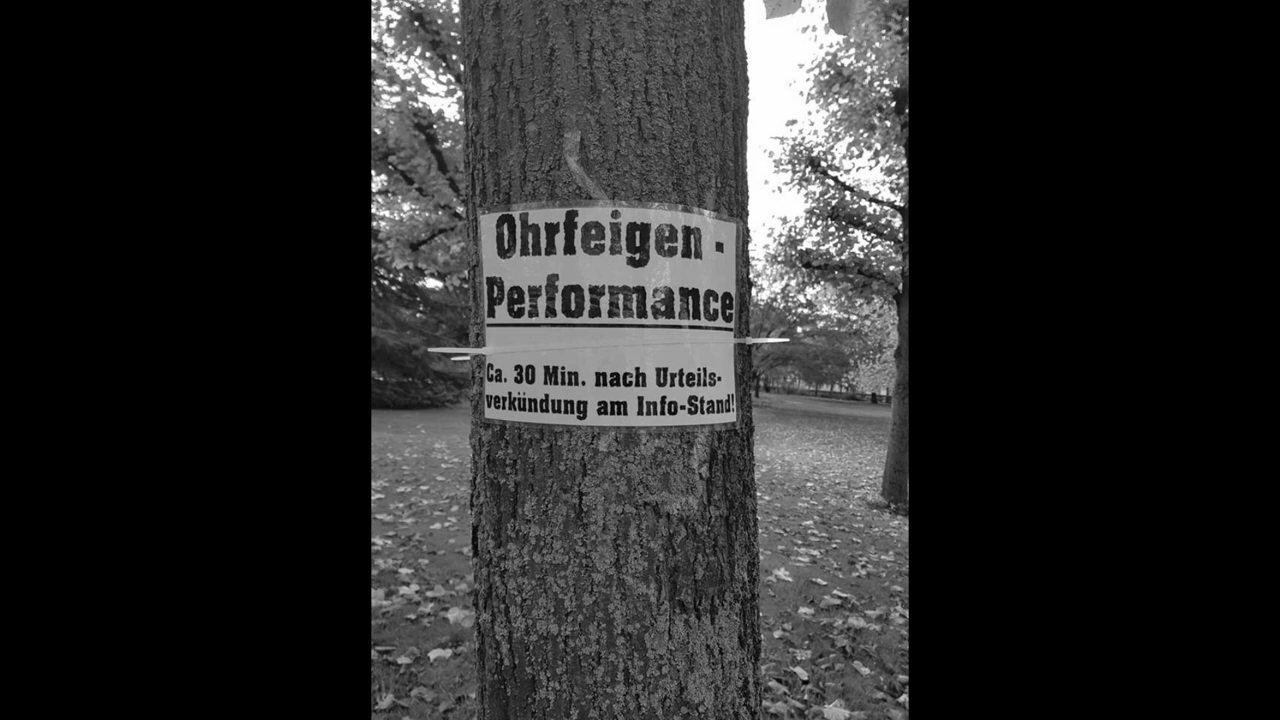 Ohrfeigen -
Performance
Ca. 30 Min. nach Urteils-
verkündung am Info-Stand!